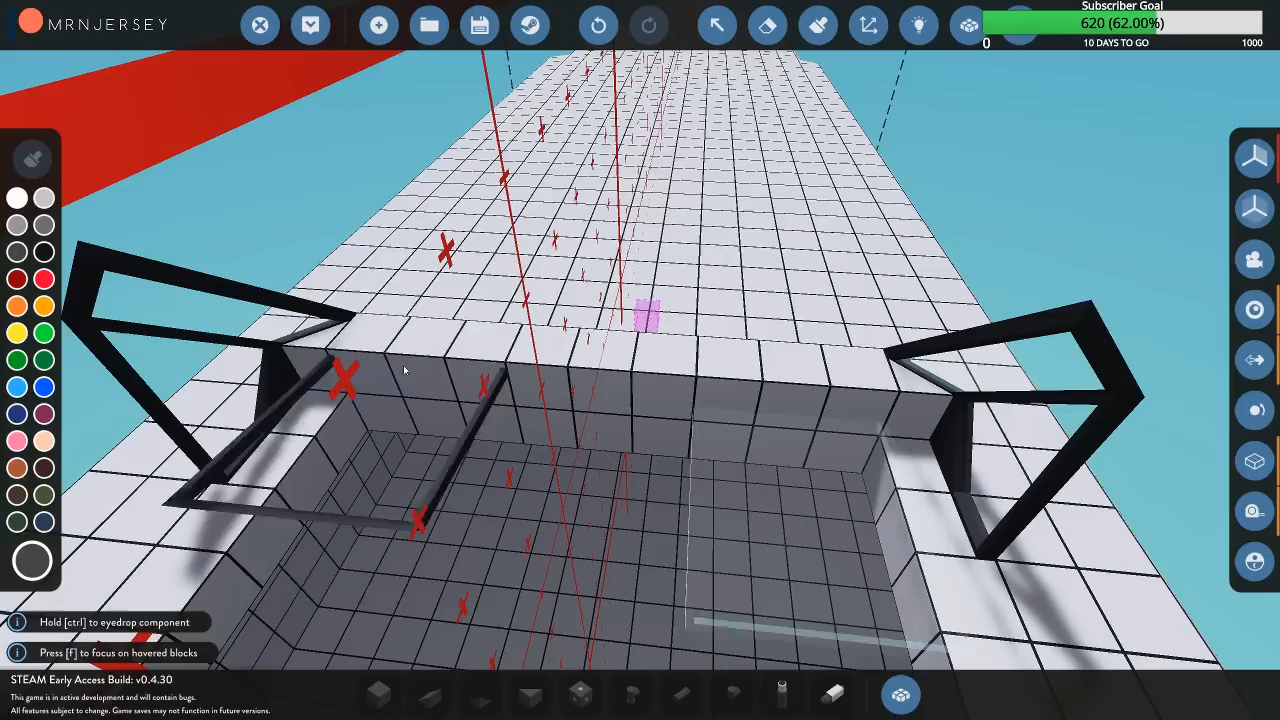 MRNJERSEY
Subscriber Goal
620 (62.00%)
0
10 DAYS TO GO
1000
Hold [ctrl] to eyedrop component
Press [f] to focus on hovered blocks
STEAM Early Access Build: v0.4.30
This game is in active development and will contain bugs.
All features subject to change. Game saves may not function in future versions.